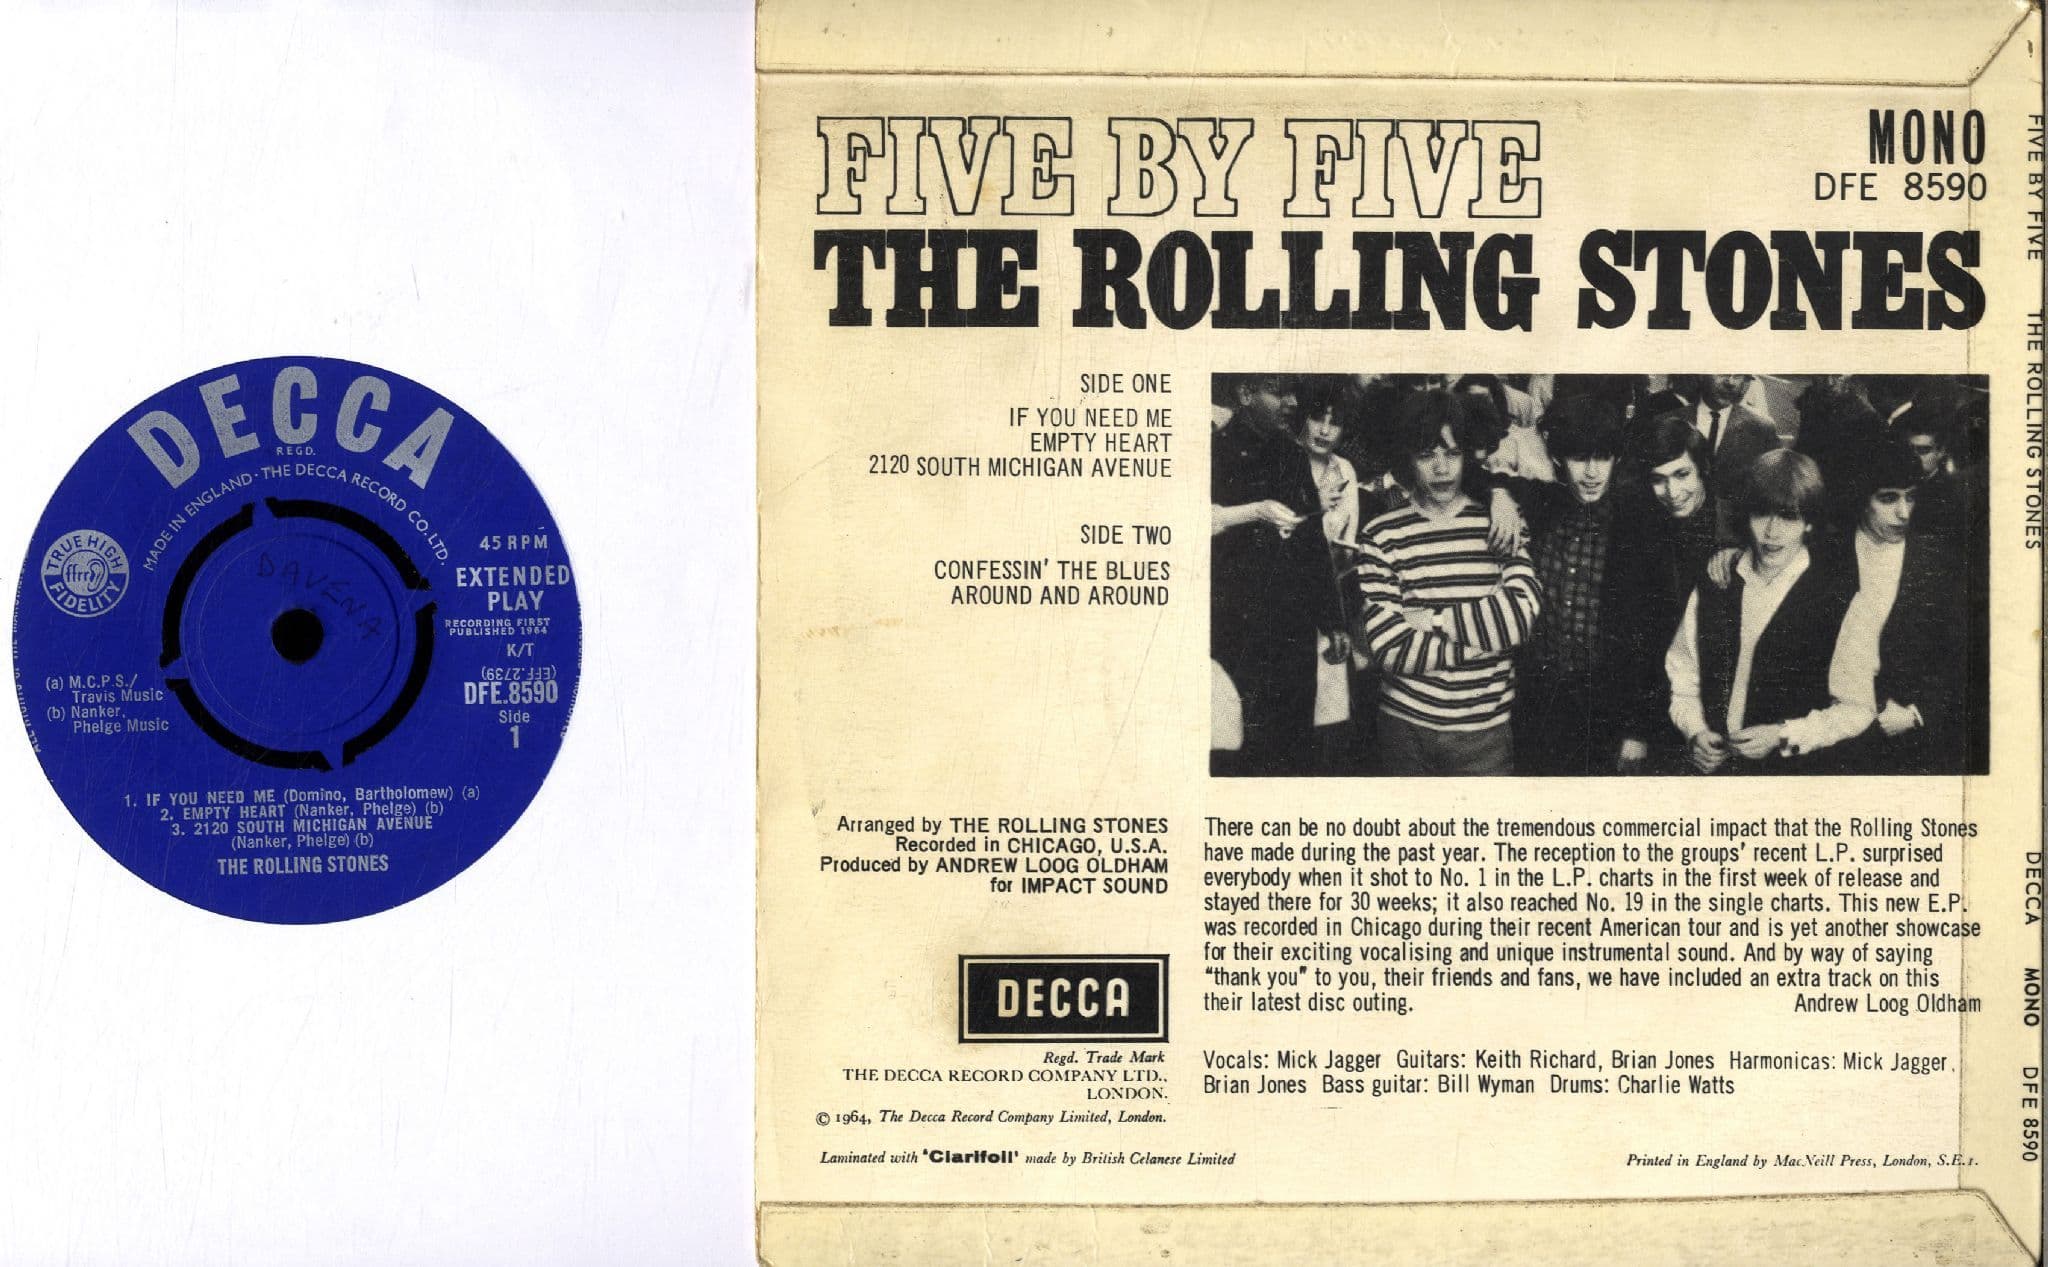 DECCA
REGD.
MADE IN ENGLAND · THE DECCA RECORD CO. LTD.
TRUE HIGH
ffrr
FIDELITY
45 RPM
EXTENDED
PLAY
RECORDING FIRST
PUBLISHED 1964
K/T
(EFF.2739)
DFE.8590
Side
1
DAVENA
(a) M.C.P.S./
Travis Music
(b) Nanker,
Phelge Music
1. IF YOU NEED ME (Domino, Bartholomew) (a)
2. EMPTY HEART (Nanker, Phelge) (b)
3. 2120 SOUTH MICHIGAN AVENUE
(Nanker, Phelge) (b)
THE ROLLING STONES
FIVE BY FIVE
MONO
DFE 8590
THE ROLLING STONES
SIDE ONE
IF YOU NEED ME
EMPTY HEART
2120 SOUTH MICHIGAN AVENUE
SIDE TWO
CONFESSIN' THE BLUES
AROUND AND AROUND
Arranged by THE ROLLING STONES
Recorded in CHICAGO, U.S.A.
Produced by ANDREW LOOG OLDHAM
for IMPACT SOUND
DECCA
Regd. Trade Mark
THE DECCA RECORD COMPANY LTD.,
LONDON.
© 1964, The Decca Record Company Limited, London.
Laminated with 'Clarifoil' made by British Celanese Limited
There can be no doubt about the tremendous commercial impact that the Rolling Stones
have made during the past year. The reception to the groups' recent L.P. surprised
everybody when it shot to No. 1 in the L.P. charts in the first week of release and
stayed there for 30 weeks; it also reached No. 19 in the single charts. This new E.P.
was recorded in Chicago during their recent American tour and is yet another showcase
for their exciting vocalising and unique instrumental sound. And by way of saying
"thank you" to you, their friends and fans, we have included an extra track on this
their latest disc outing. Andrew Loog Oldham
Vocals: Mick Jagger Guitars: Keith Richard, Brian Jones Harmonicas: Mick Jagger,
Brian Jones Bass guitar: Bill Wyman Drums: Charlie Watts
Printed in England by MacNeill Press, London, S.E.1.
FIVE BY FIVE THE ROLLING STONES DECCA MONO DFE 8590